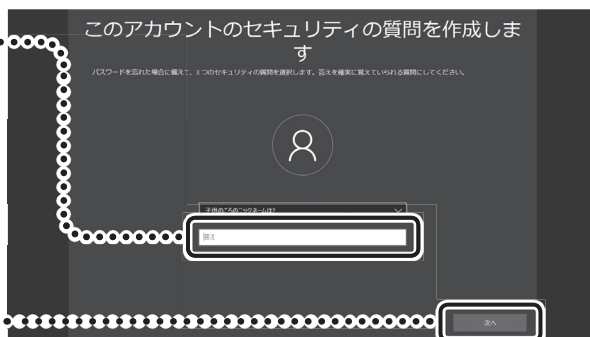 このアカウントのセキュリティの質問を作成しま
す
パスワードを忘れた場合に備えて、3 つのセキュリティの質問を選択します。答えを確実に覚えていられる質問にしてください。
子供のころのニックネームは?
答え
次へ